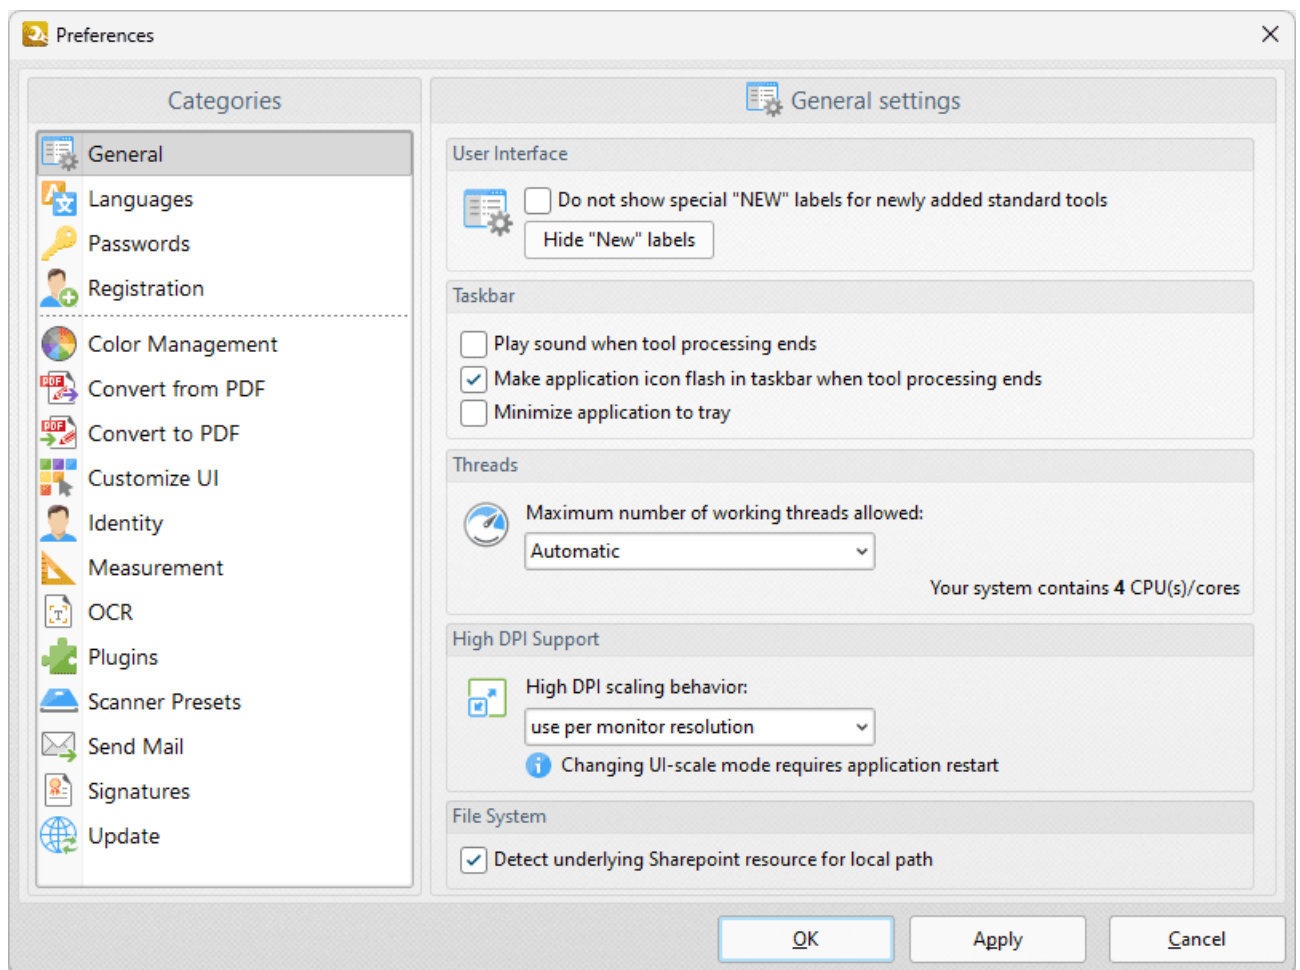 Preferences
Categories
General
Languages
Passwords
Registration
Color Management
Convert from PDF
Convert to PDF
Customize UI
Identity
Measurement
OCR
Plugins
Scanner Presets
Send Mail
Signatures
Update
General settings
User Interface
Do not show special "NEW" labels for newly added standard tools
Hide "New" labels
Taskbar
Play sound when tool processing ends
Make application icon flash in taskbar when tool processing ends
Minimize application to tray
Threads
Maximum number of working threads allowed:
Automatic
Your system contains 4 CPU(s)/cores
High DPI Support
High DPI scaling behavior:
use per monitor resolution
Changing UI-scale mode requires application restart
File System
Detect underlying Sharepoint resource for local path
OK
Apply
Cancel